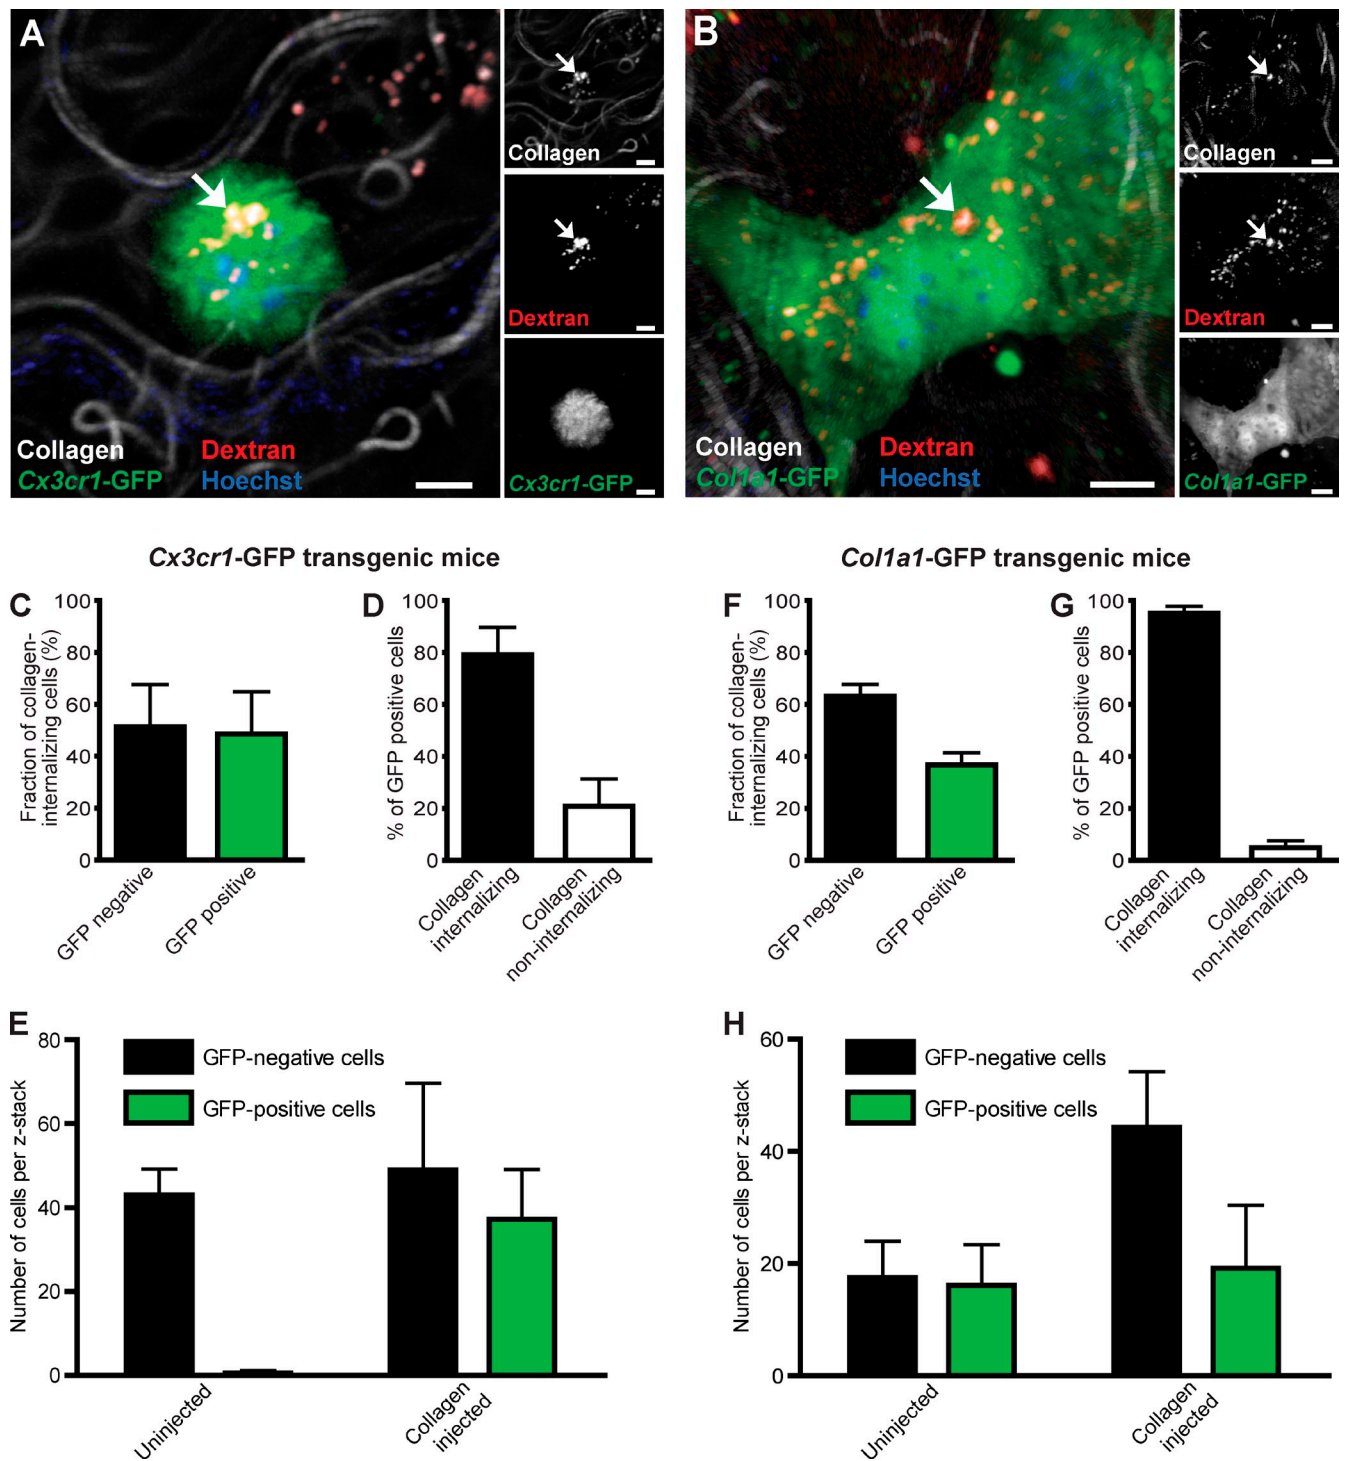 A
Collagen
Dextran
Cx3cr1-GFP
Collagen Dextran
Cx3cr1-GFP Hoechst
B
Collagen
Dextran
Col1a1-GFP
Collagen Dextran
Col1a1-GFP Hoechst
Cx3cr1-GFP transgenic mice
Col1a1-GFP transgenic mice
C
Fraction of collagen-
internalizing cells (%)
100
80
60
40
20
0
GFP negative
GFP positive
D
% of GFP positive cells
100
80
60
40
20
0
Collagen
internalizing
Collagen
non-internalizing
F
Fraction of collagen-
internalizing cells (%)
100
80
60
40
20
0
GFP negative
GFP positive
G
% of GFP positive cells
100
80
60
40
20
0
Collagen
internalizing
Collagen
non-internalizing
E
Number of cells per z-stack
80
60
40
20
0
GFP-negative cells
GFP-positive cells
Uninjected
Collagen
injected
H
Number of cells per z-stack
60
40
20
0
GFP-negative cells
GFP-positive cells
Uninjected
Collagen
injected